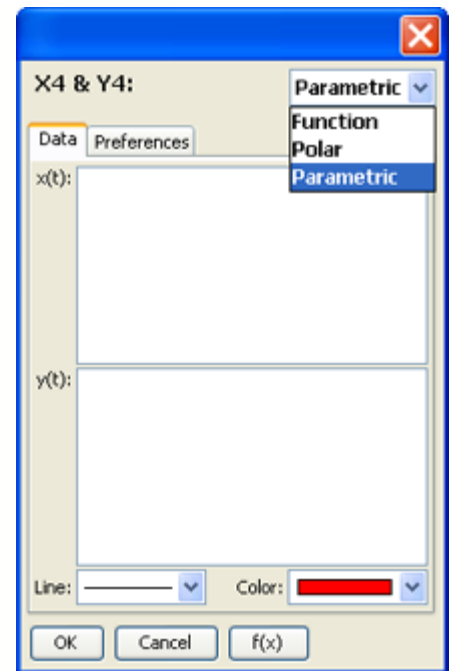 X4 & Y4:
Parametric
Function
Polar
Parametric
Data Preferences
x(t):
y(t):
Line: Color:
OK Cancel f(x)